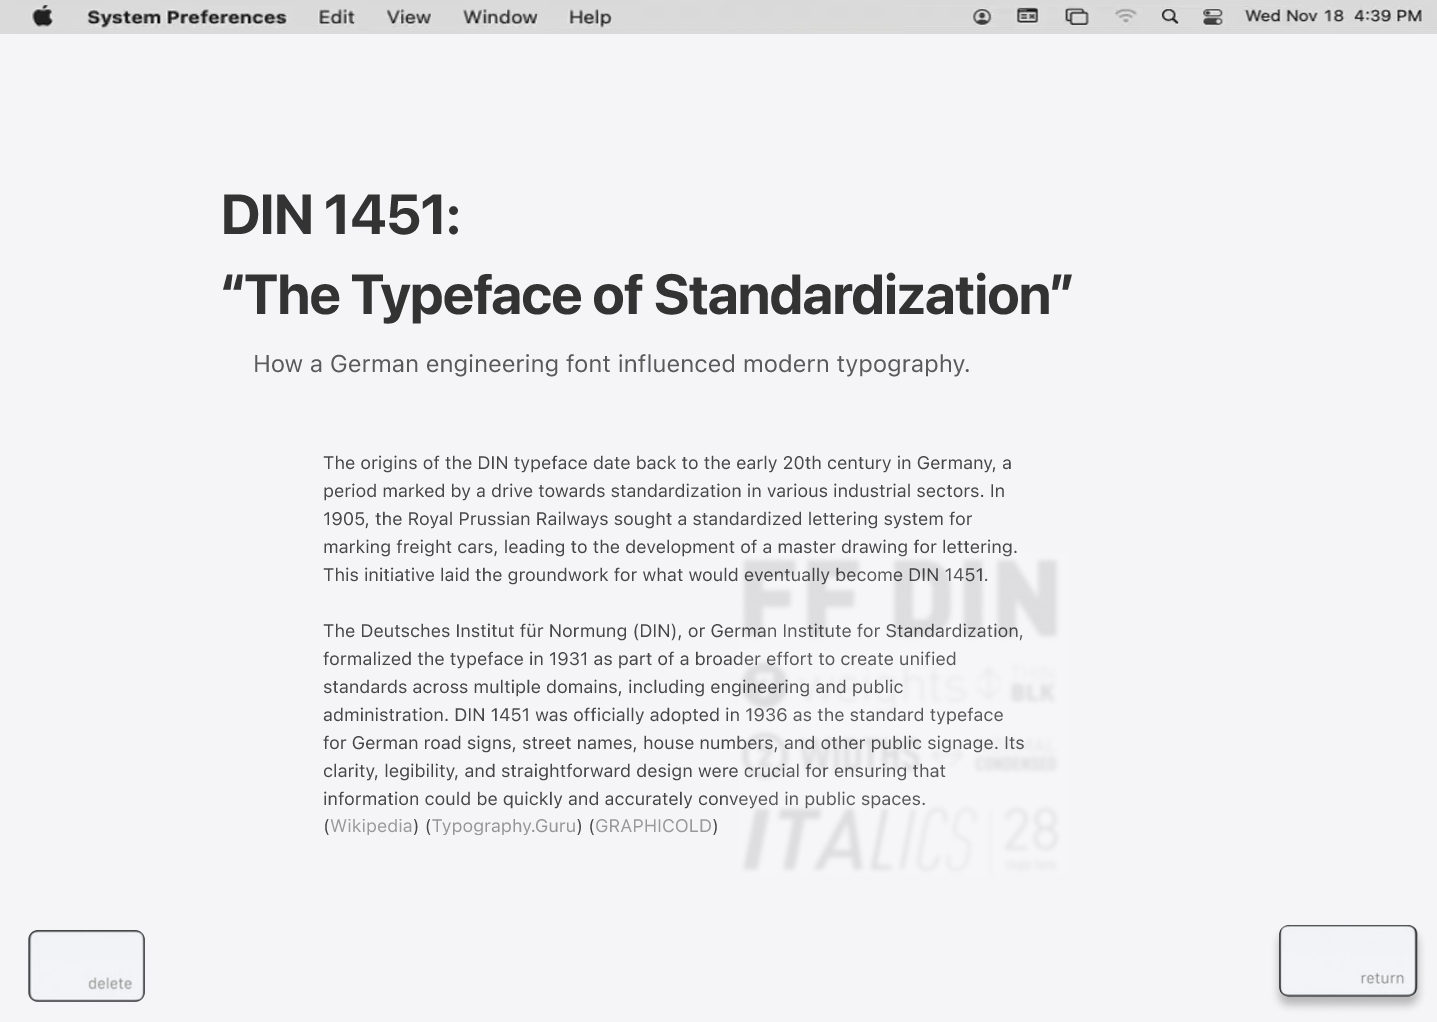 System Preferences Edit View Window Help Wed Nov 18 4:39 PM
DIN 1451:
“The Typeface of Standardization”
How a German engineering font influenced modern typography.
The origins of the DIN typeface date back to the early 20th century in Germany, a
period marked by a drive towards standardization in various industrial sectors. In
1905, the Royal Prussian Railways sought a standardized lettering system for
marking freight cars, leading to the development of a master drawing for lettering.
This initiative laid the groundwork for what would eventually become DIN 1451.
The Deutsches Institut für Normung (DIN), or German Institute for Standardization,
formalized the typeface in 1931 as part of a broader effort to create unified
standards across multiple domains, including engineering and public
administration. DIN 1451 was officially adopted in 1936 as the standard typeface
for German road signs, street names, house numbers, and other public signage. Its
clarity, legibility, and straightforward design were crucial for ensuring that
information could be quickly and accurately conveyed in public spaces.
(Wikipedia) (Typography.Guru) (GRAPHICOLD)
FF DIN
weights THIN
BLK
2 WIDTHS
CONDENSED
ITALICS 28
delete
return